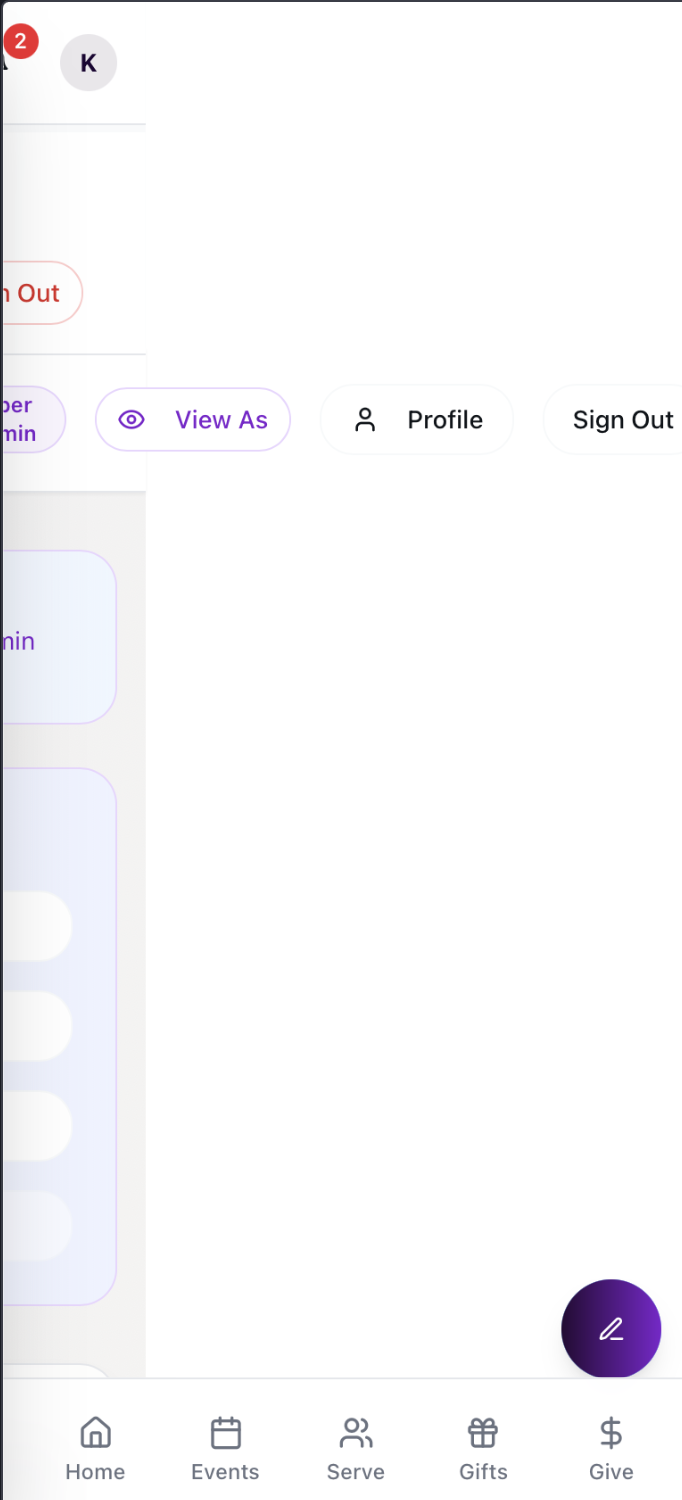 2
K
n Out
per
min
View As
Profile
Sign Out
min
Home
Events
Serve
Gifts
Give